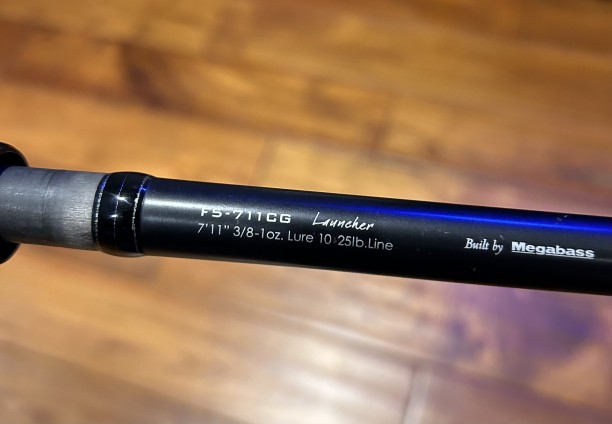 F5-711CG Launcher
7'11" 3/8-1oz. Lure 10-25lb.Line
Built by Megabass